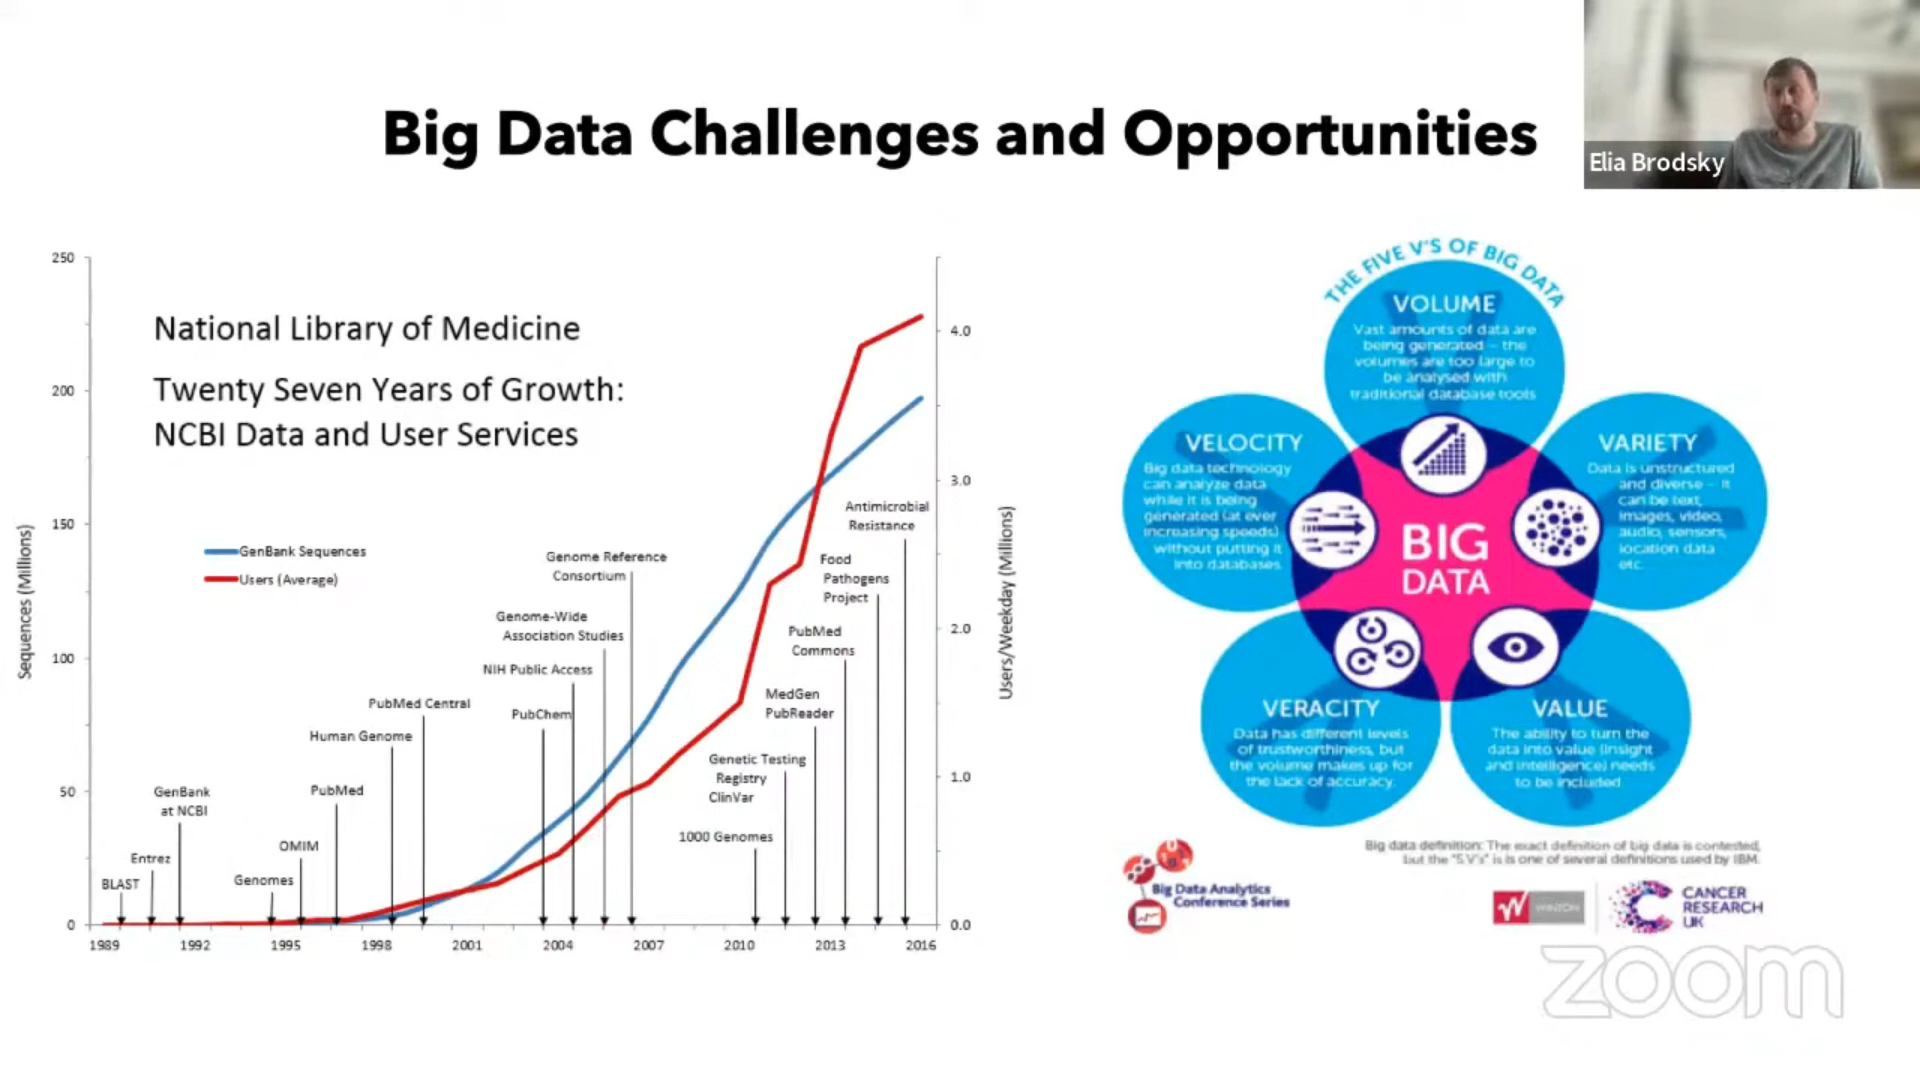 Big Data Challenges and Opportunities
Elia Brodsky
National Library of Medicine
Twenty Seven Years of Growth:
NCBI Data and User Services
Sequences (Millions)
250
200
150
100
50
0
GenBank Sequences
Users (Average)
BLAST
Entrez
GenBank
at NCBI
Genomes
OMIM
PubMed
Human Genome
PubMed Central
PubChem
NIH Public Access
Genome-Wide
Association Studies
Genome Reference
Consortium
1000 Genomes
Genetic Testing
Registry
ClinVar
MedGen
PubReader
PubMed
Commons
Food
Pathogens
Project
Antimicrobial
Resistance
4.0
3.0
2.0
1.0
0.0
Users/Weekday (Millions)
1989 1992 1995 1998 2001 2004 2007 2010 2013 2016
THE FIVE V'S OF BIG DATA
VOLUME
Vast amounts of data are
being generated – the
volumes are too large to
be analysed with
traditional database tools
VELOCITY
Big data technology
can analyze data
while it is being
generated (at ever
increasing speeds)
without putting it
into databases.
VARIETY
Data is unstructured
and diverse – it
can be text,
images, video,
audio, sensors,
location data
etc.
BIG
DATA
VERACITY
Data has different levels
of trustworthiness, but
the volume makes up for
the lack of accuracy.
VALUE
The ability to turn the
data into value (insight
and intelligence) needs
to be included.
Big data definition: The exact definition of big data is contested,
but the "5 V's" is is one of several definitions used by IBM.
Big Data Analytics
Conference Series
WINTON
CANCER
RESEARCH
UK
zoom